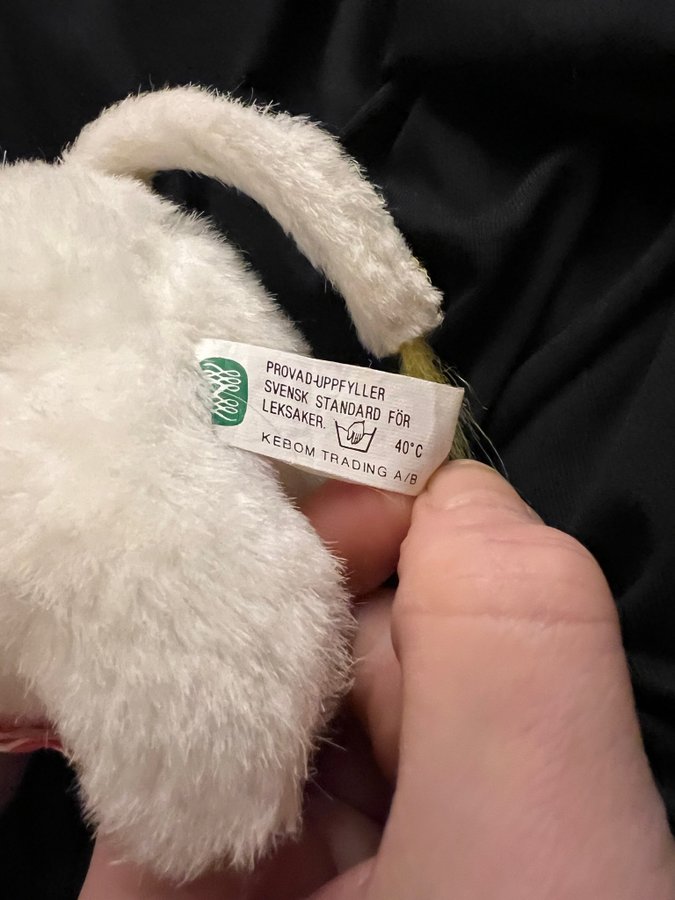 PROVAD-UPPFYLLER
SVENSK STANDARD FÖR
LEKSAKER. 40°C
KEBOM TRADING A/B